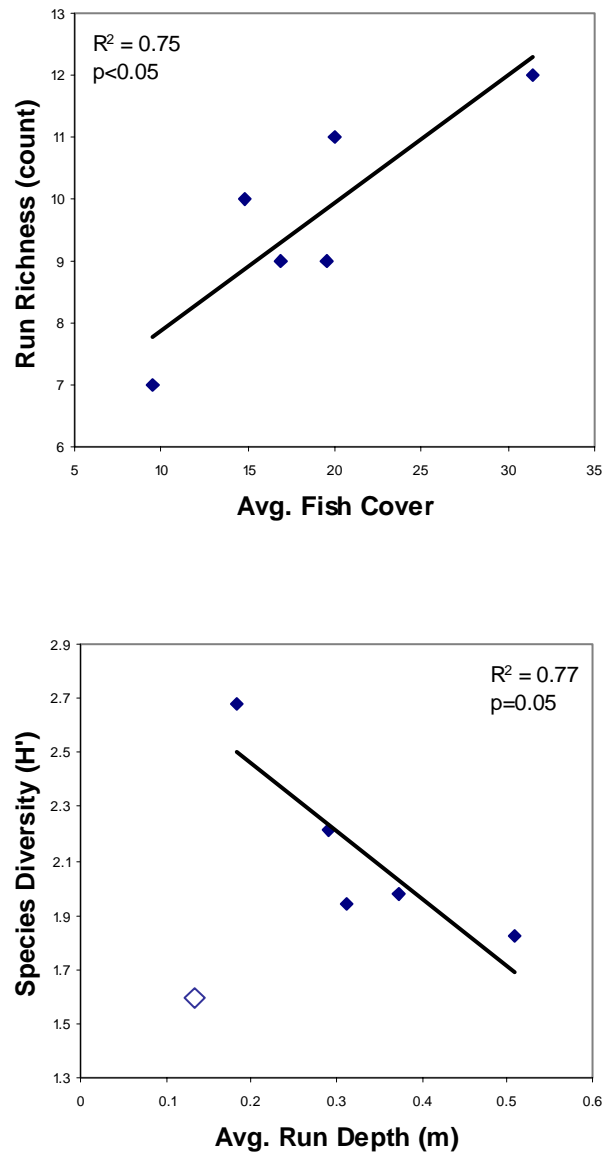 R² = 0.75
p<0.05
13
12
11
10
9
8
7
6
Run Richness (count)
5 10 15 20 25 30 35
Avg. Fish Cover
R² = 0.77
p=0.05
2.9
2.7
2.5
2.3
2.1
1.9
1.7
1.5
1.3
Species Diversity (H')
0 0.1 0.2 0.3 0.4 0.5 0.6
Avg. Run Depth (m)